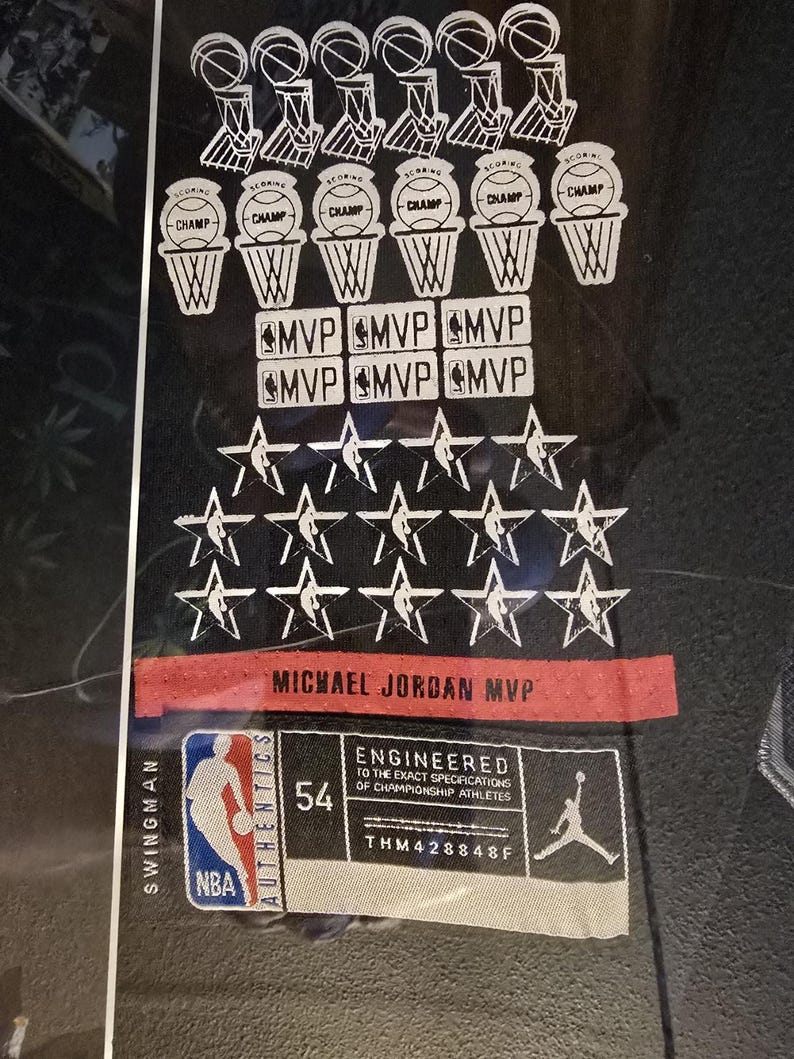 SCORING SCORING SCORING SCORING SCORING SCORING
CHAMP CHAMP CHAMP CHAMP CHAMP CHAMP
MVP MVP MVP
MVP MVP MVP
MICHAEL JORDAN MVP
SWINGMAN
NBA
AUTHENTICS
54
ENGINEERED
TO THE EXACT SPECIFICATIONS
OF CHAMPIONSHIP ATHLETES
THM428848F